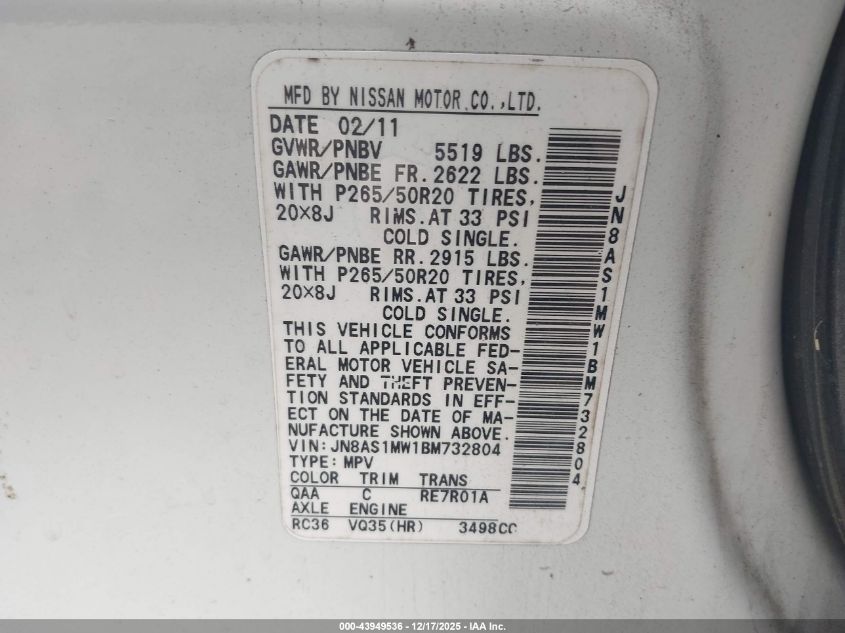 MFD BY NISSAN MOTOR CO.,LTD.
DATE 02/11
GVWR/PNBV 5519 LBS.
GAWR/PNBE FR. 2622 LBS.
WITH P265/50R20 TIRES,
20×8J RIMS. AT 33 PSI
COLD SINGLE.
GAWR/PNBE RR. 2915 LBS.
WITH P265/50R20 TIRES,
20×8J RIMS. AT 33 PSI
COLD SINGLE.
THIS VEHICLE CONFORMS
TO ALL APPLICABLE FED-
ERAL MOTOR VEHICLE SA-
FETY AND THEFT PREVEN-
TION STANDARDS IN EFF-
ECT ON THE DATE OF MA-
NUFACTURE SHOWN ABOVE.
VIN: JN8AS1MW1BM732804
TYPE: MPV
COLOR TRIM TRANS
QAA C RE7R01A
AXLE ENGINE
RC36 VQ35(HR) 3498CC
JN8AS1MW1BM732804
000-43949536 - 12/17/2025 - IAA Inc.